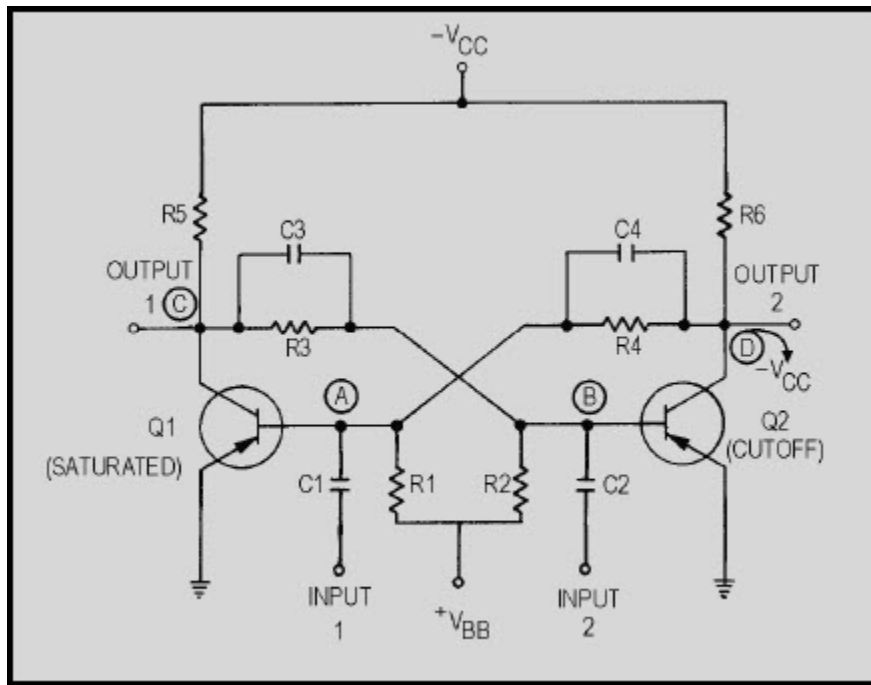 −VCC
R5
R6
C3
C4
OUTPUT
1 C
OUTPUT
2
R3
R4
D
−VCC
A
B
Q1
(SATURATED)
Q2
(CUTOFF)
C1
R1
R2
C2
INPUT
1
+VBB
INPUT
2